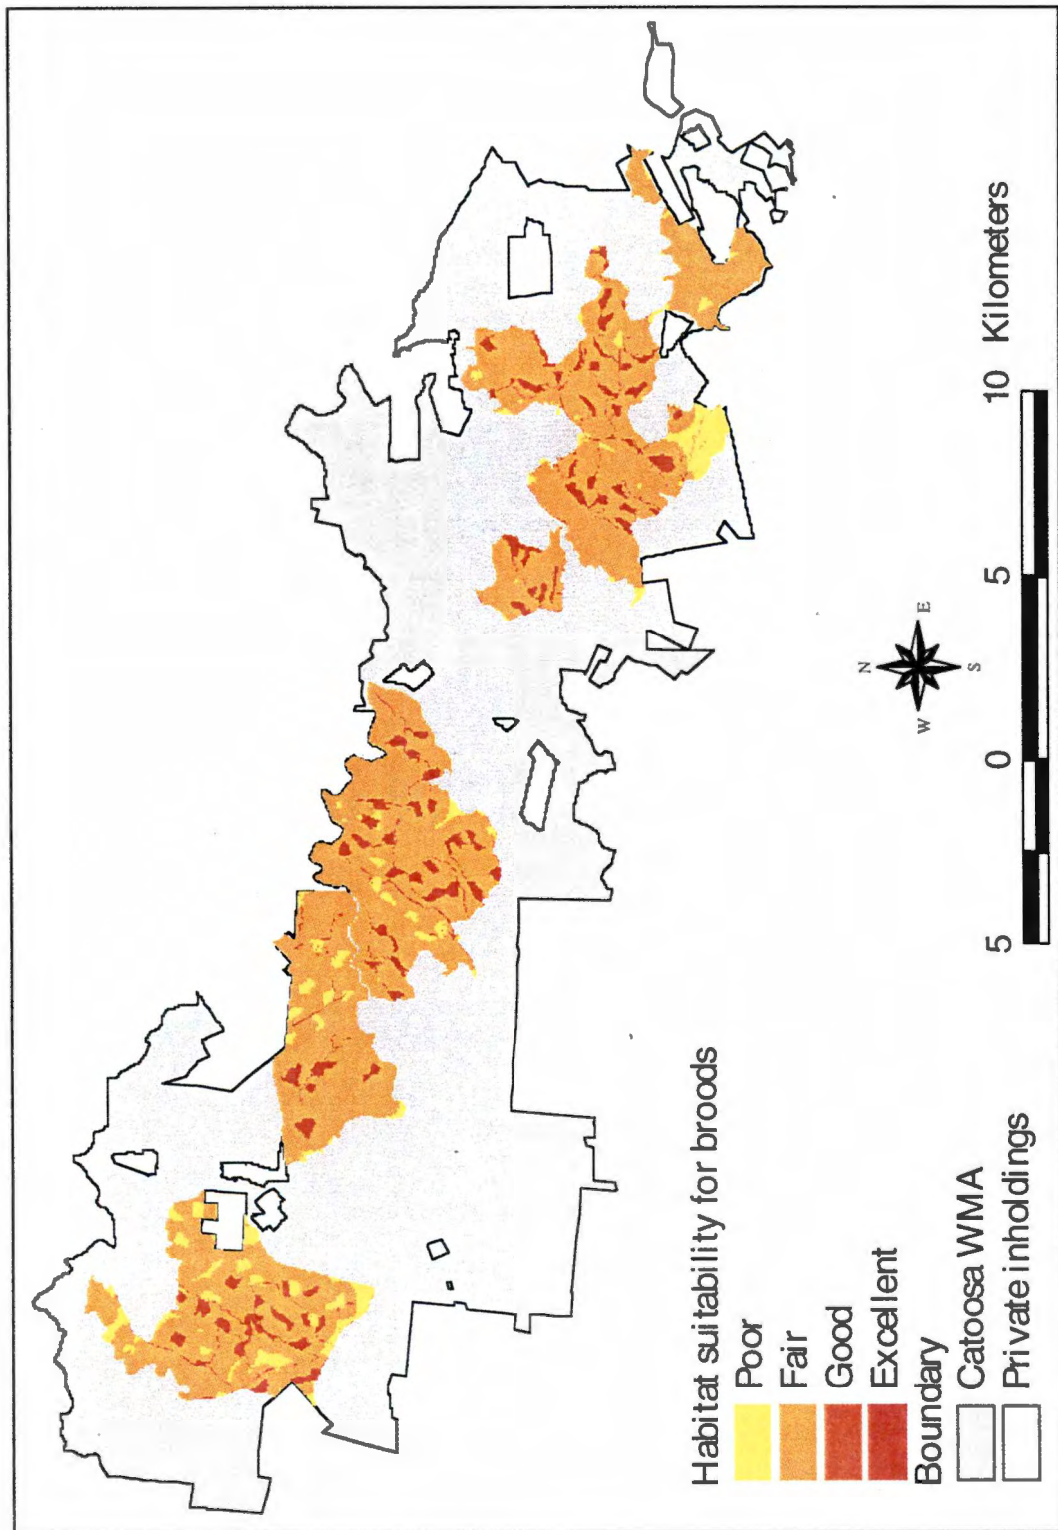 Habitat suitability for broods
Poor
Fair
Good
Excellent
Boundary
Catoosa WMA
Private inholdings
N
W
E
S
5 0 5 10 Kilometers